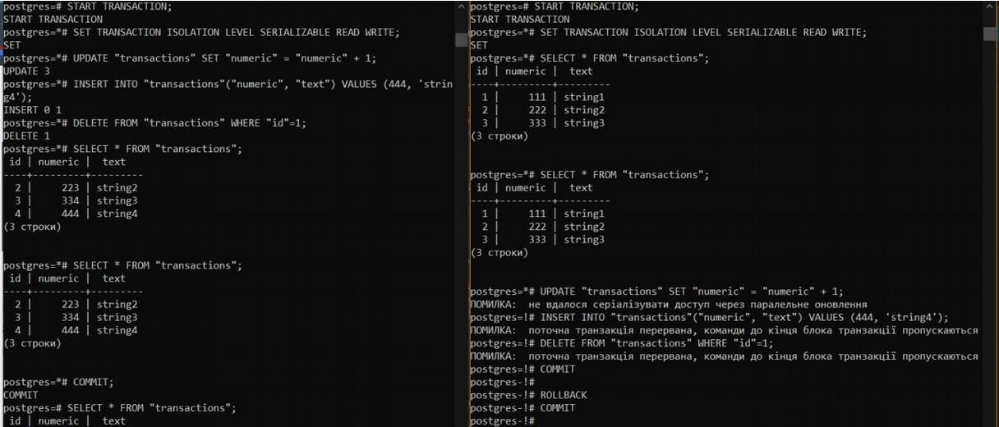 postgres=# START TRANSACTION;
START TRANSACTION
postgres=*# SET TRANSACTION ISOLATION LEVEL SERIALIZABLE READ WRITE;
SET
postgres=*# UPDATE "transactions" SET "numeric" = "numeric" + 1;
UPDATE 3
postgres=*# INSERT INTO "transactions"("numeric", "text") VALUES (444, 'strin
g4');
INSERT 0 1
postgres=*# DELETE FROM "transactions" WHERE "id"=1;
DELETE 1
postgres=*# SELECT * FROM "transactions";
 id | numeric |  text
----+---------+---------
  2 |     223 | string2
  3 |     334 | string3
  4 |     444 | string4
(3 строки)
postgres=*# SELECT * FROM "transactions";
 id | numeric |  text
----+---------+---------
  2 |     223 | string2
  3 |     334 | string3
  4 |     444 | string4
(3 строки)
postgres=*# COMMIT;
COMMIT
postgres=# SELECT * FROM "transactions";
 id | numeric |  text
postgres=# START TRANSACTION;
START TRANSACTION
postgres=*# SET TRANSACTION ISOLATION LEVEL SERIALIZABLE READ WRITE;
SET
postgres=*# SELECT * FROM "transactions";
 id | numeric |  text
----+---------+---------
  1 |     111 | string1
  2 |     222 | string2
  3 |     333 | string3
(3 строки)
postgres=*# SELECT * FROM "transactions";
 id | numeric |  text
----+---------+---------
  1 |     111 | string1
  2 |     222 | string2
  3 |     333 | string3
(3 строки)
postgres=*# UPDATE "transactions" SET "numeric" = "numeric" + 1;
ПОМИЛКА:  не вдалося серіалізувати доступ через паралельне оновлення
postgres=!# INSERT INTO "transactions"("numeric", "text") VALUES (444, 'string4');
ПОМИЛКА:  поточна транзакція перервана, команди до кінця блока транзакції пропускаються
postgres=!# DELETE FROM "transactions" WHERE "id"=1;
ПОМИЛКА:  поточна транзакція перервана, команди до кінця блока транзакції пропускаються
postgres=!# COMMIT
postgres-!#
postgres-!# ROLLBACK
postgres-!# COMMIT
postgres-!#